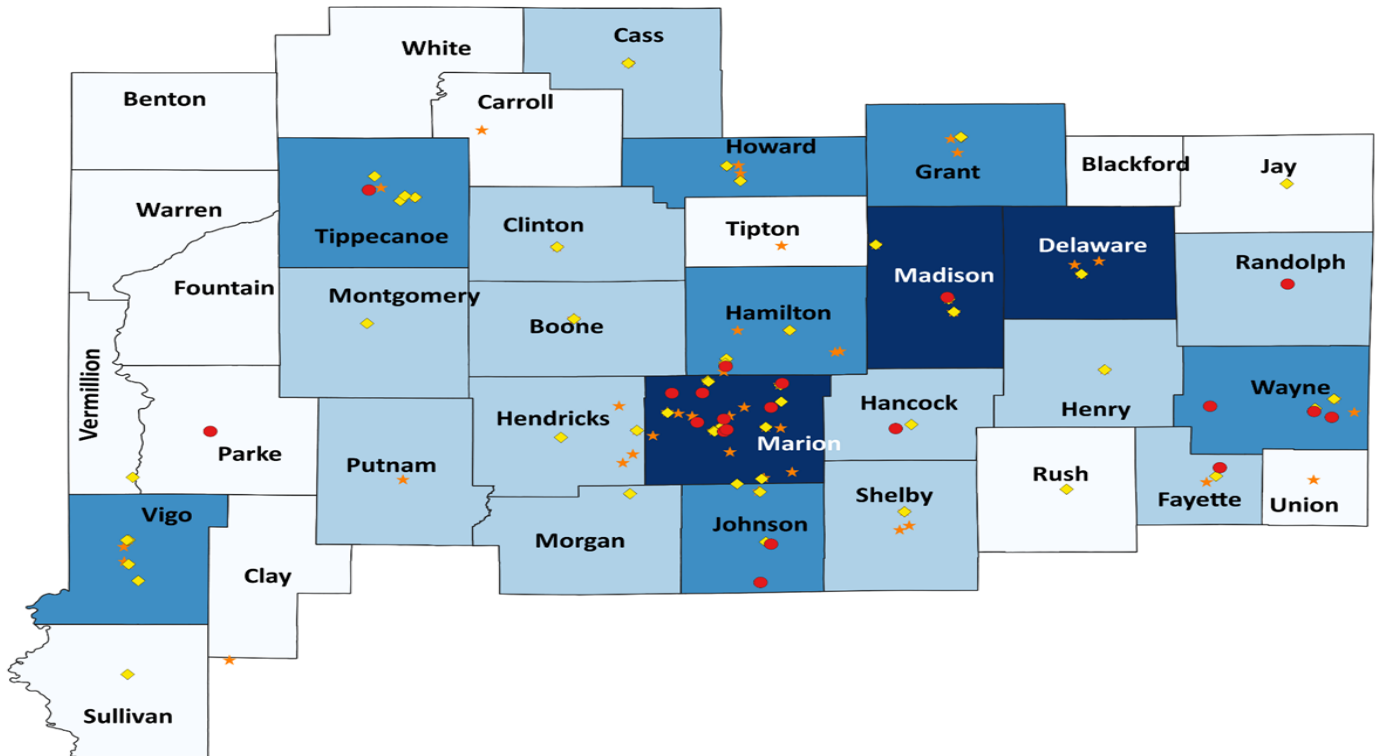 Cass
White
Benton
Carroll
Howard
Blackford
Jay
Grant
Warren
Clinton
Tipton
Tippecanoe
Delaware
Randolph
Madison
Fountain
Montgomery
Hamilton
Boone
Vermillion
Wayne
Hancock
Henry
Hendricks
Marion
Parke
Putnam
Rush
Shelby
Fayette
Union
Vigo
Johnson
Morgan
Clay
Sullivan